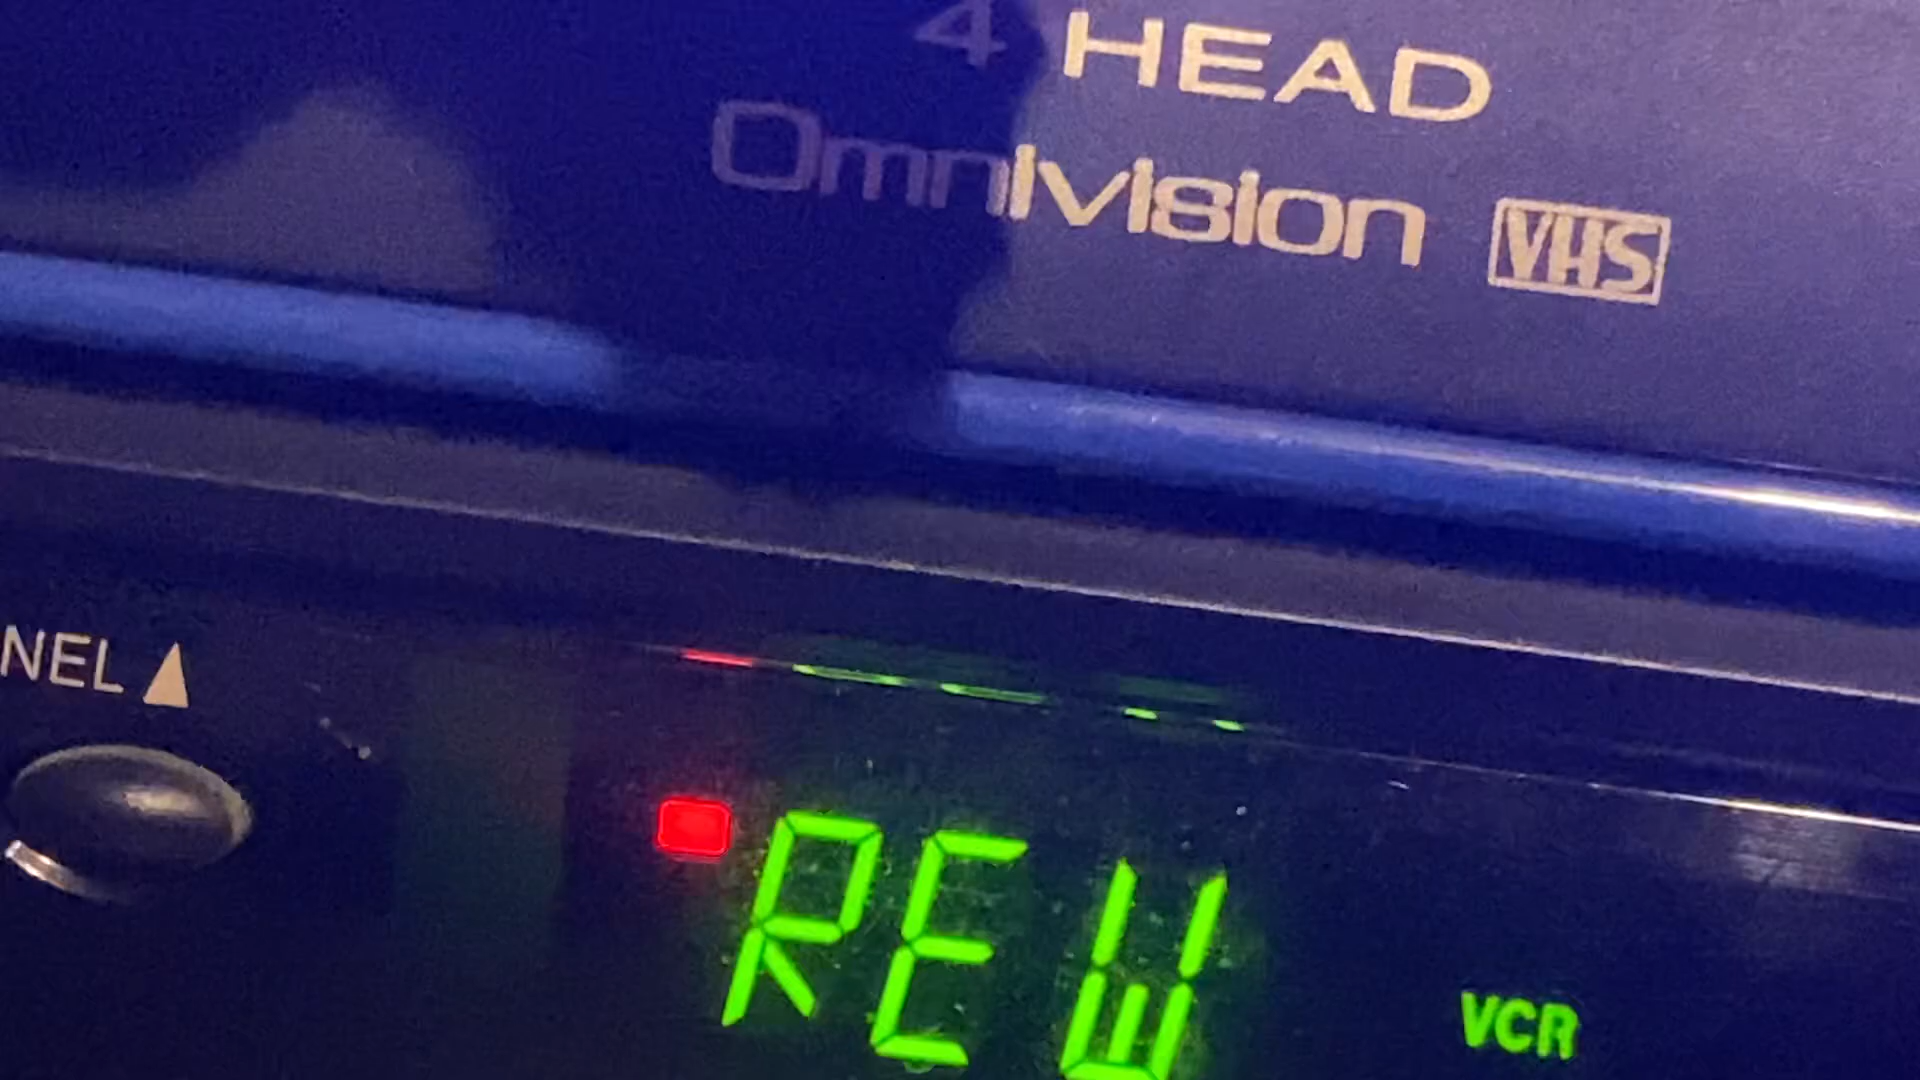 4 HEAD
Omnivision VHS
NEL ▲
REW
VCR